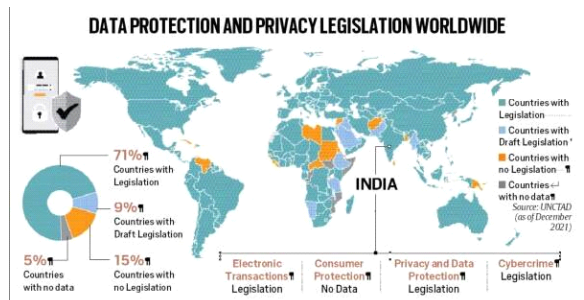 DATA PROTECTION AND PRIVACY LEGISLATION WORLDWIDE
71%¶
Countries with
Legislation
9%¶
Countries with
Draft Legislation
5%¶
Countries
with no data
15%¶
Countries with
no Legislation
INDIA
Countries with
Legislation
Countries with
Draft Legislation *
Countries with
no Legislation ¶
Countries↵
with no data¶
Source: UNCTAD
(as of December
2021)
Electronic
Transactions¶
Legislation
Consumer
Protection¶
No Data
Privacy and Data
Protection¶
Legislation
Cybercrime¶
Legislation